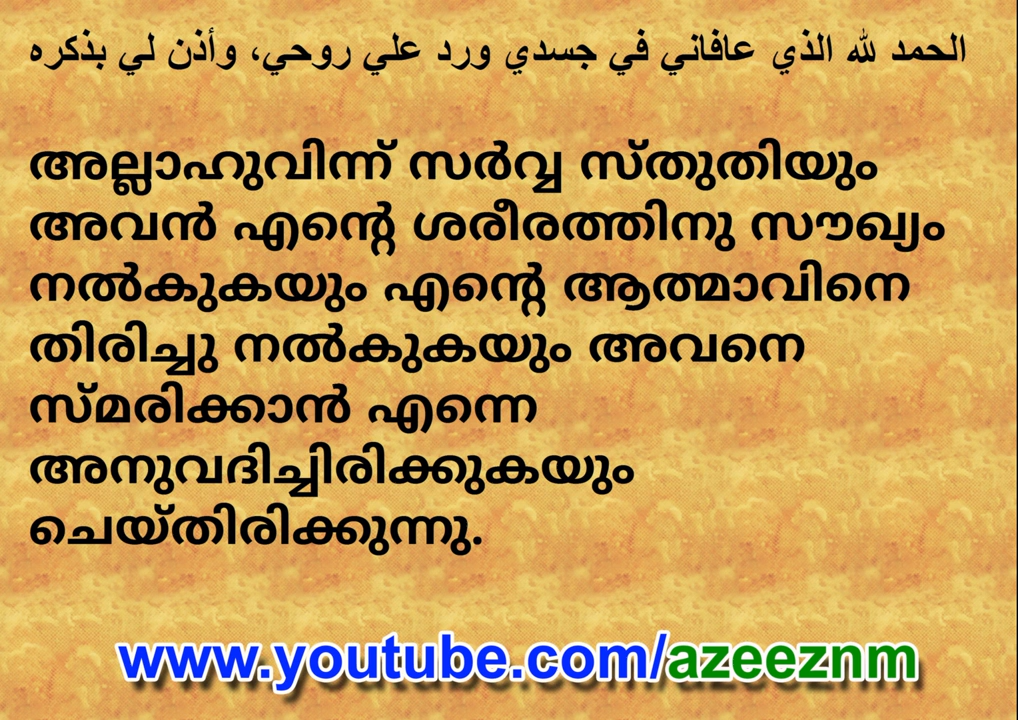 الحمد لله الذي عافاني في جسدي ورد علي روحي، وأذن لي بذكره
അല്ലാഹുവിന്ന് സർവ്വ സ്തുതിയും
അവൻ എന്റെ ശരീരത്തിനു സൗഖ്യം
നൽകുകയും എന്റെ ആത്മാവിനെ
തിരിച്ചു നൽകുകയും അവനെ
സ്മരിക്കാൻ എന്നെ
അനുവദിച്ചിരിക്കുകയും
ചെയ്തിരിക്കുന്നു.
www.youtube.com/azeeznm